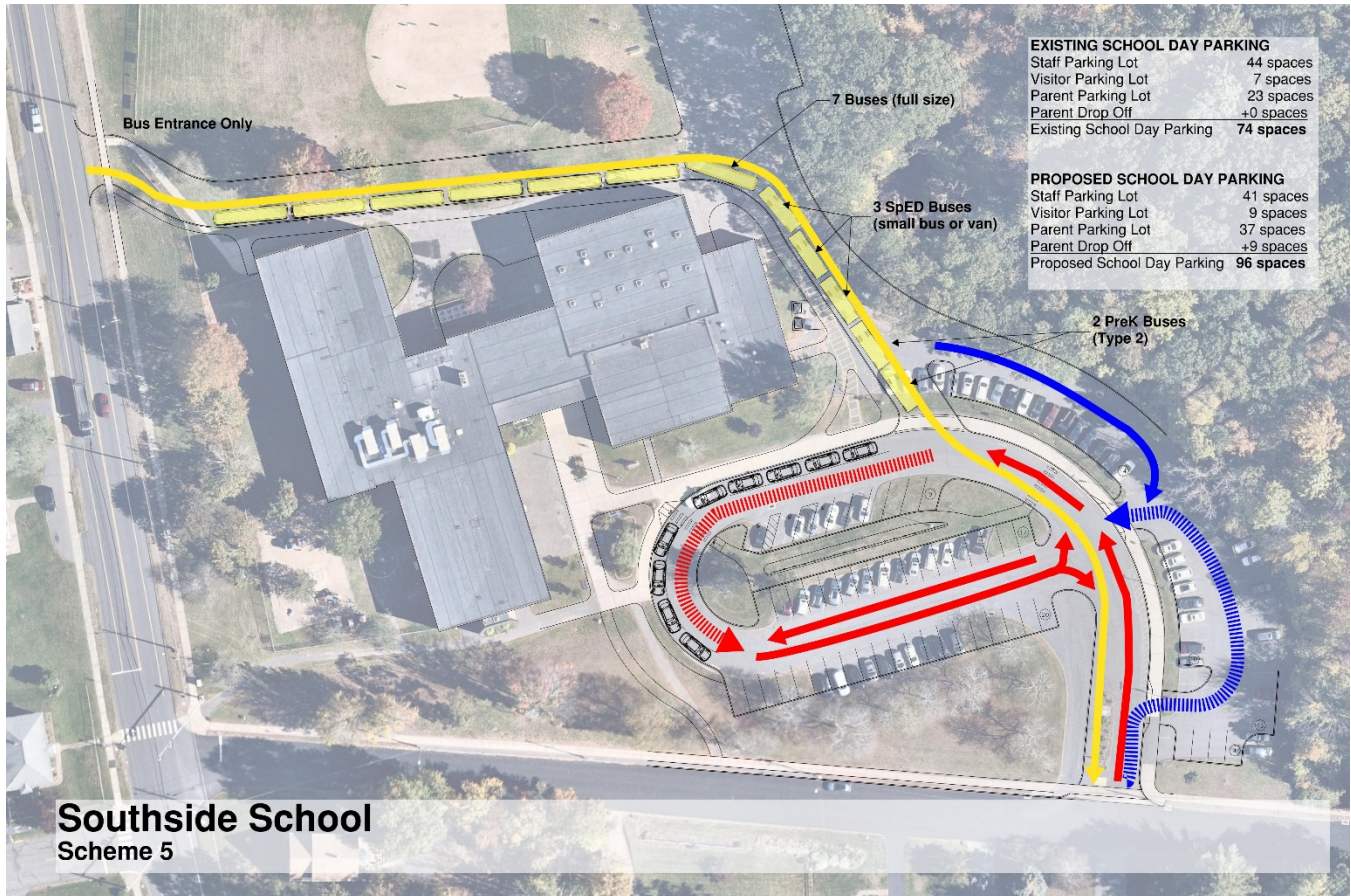 EXISTING SCHOOL DAY PARKING
Staff Parking Lot 44 spaces
Visitor Parking Lot 7 spaces
Parent Parking Lot 23 spaces
Parent Drop Off +0 spaces
Existing School Day Parking 74 spaces
PROPOSED SCHOOL DAY PARKING
Staff Parking Lot 41 spaces
Visitor Parking Lot 9 spaces
Parent Parking Lot 37 spaces
Parent Drop Off +9 spaces
Proposed School Day Parking 96 spaces
Bus Entrance Only
7 Buses (full size)
3 SpED Buses
(small bus or van)
2 PreK Buses
(Type 2)
Southside School
Scheme 5